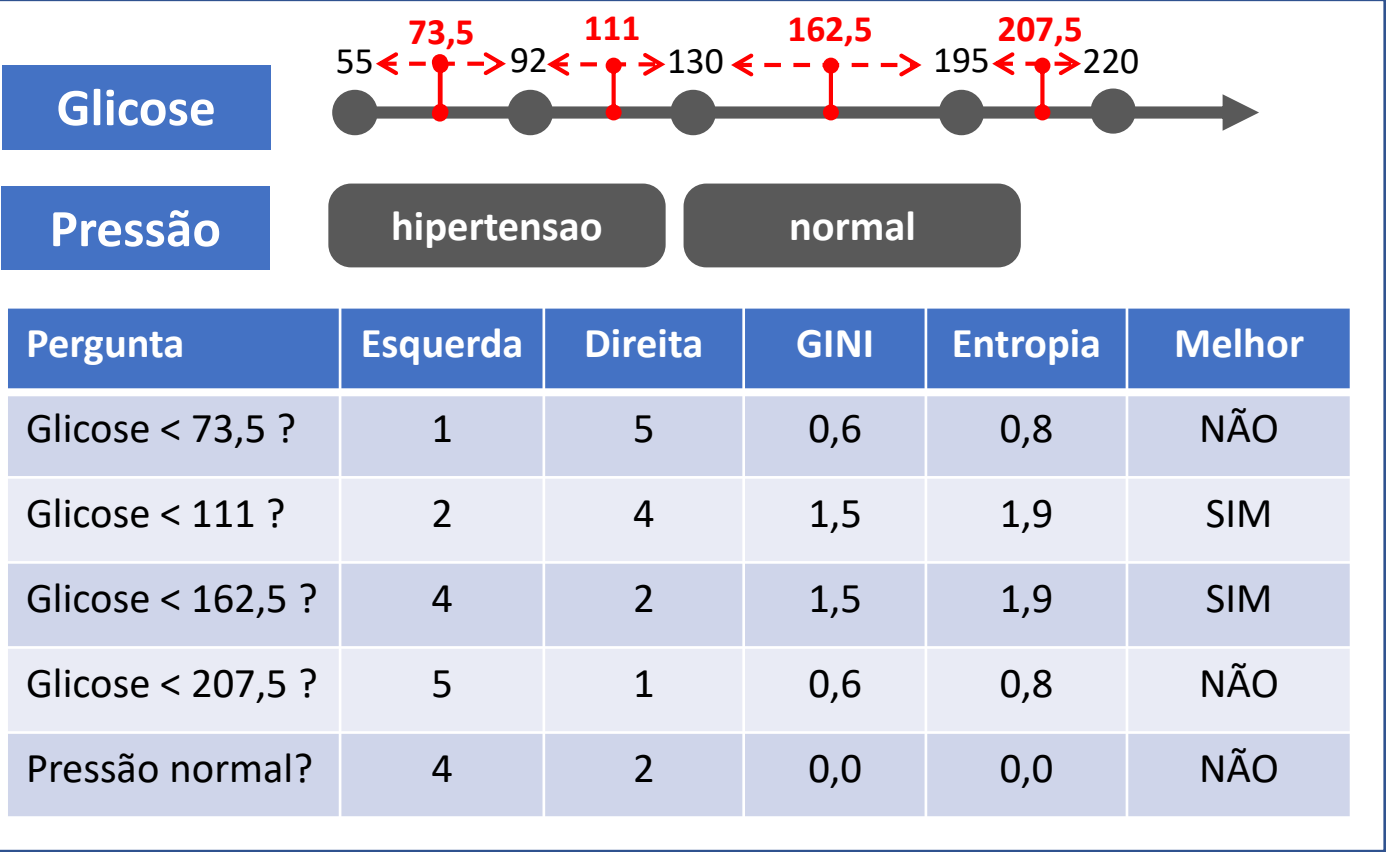 73,5 111 162,5 207,5
55 92 130 195 220
Glicose
Pressão hipertensao normal
Pergunta Esquerda Direita GINI Entropia Melhor
Glicose < 73,5 ? 1 5 0,6 0,8 NÃO
Glicose < 111 ? 2 4 1,5 1,9 SIM
Glicose < 162,5 ? 4 2 1,5 1,9 SIM
Glicose < 207,5 ? 5 1 0,6 0,8 NÃO
Pressão normal? 4 2 0,0 0,0 NÃO